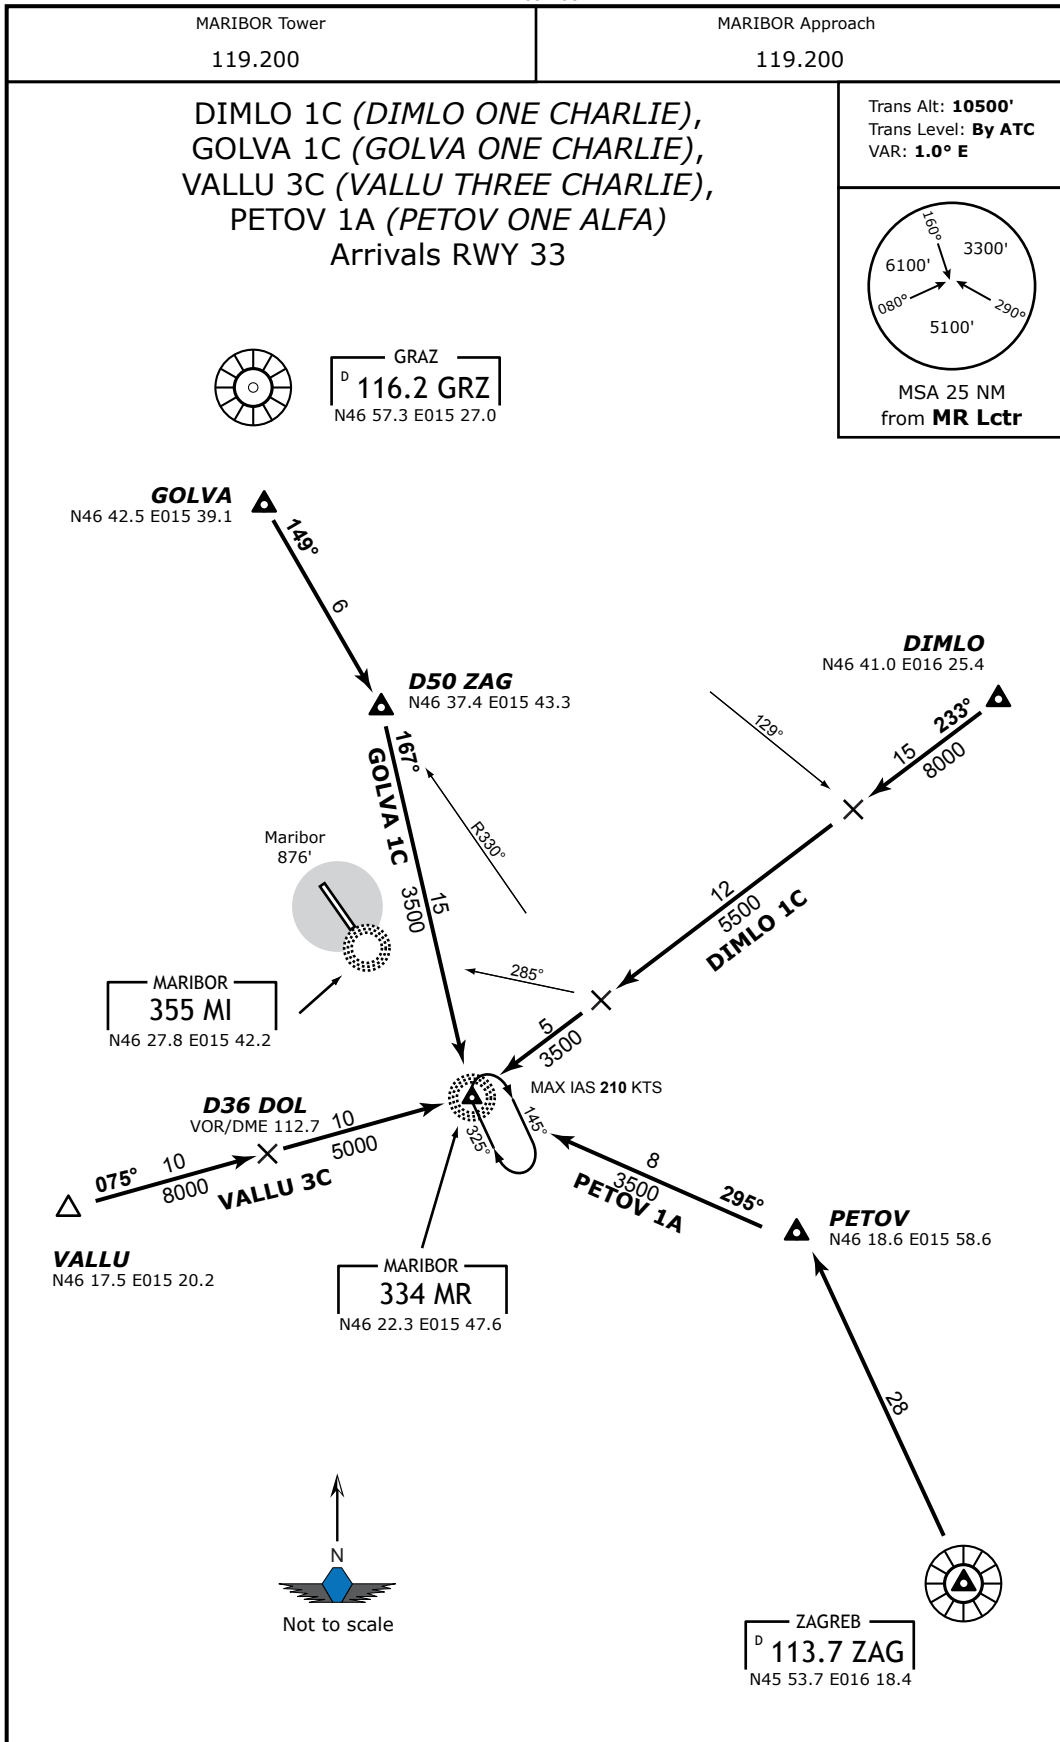 MARIBOR Tower
119.200
MARIBOR Approach
119.200
DIMLO 1C (DIMLO ONE CHARLIE),
GOLVA 1C (GOLVA ONE CHARLIE),
VALLU 3C (VALLU THREE CHARLIE),
PETOV 1A (PETOV ONE ALFA)
Arrivals RWY 33
Trans Alt: 10500'
Trans Level: By ATC
VAR: 1.0° E
160°
3300'
6100'
080°
290°
5100'
MSA 25 NM
from MR Lctr
GRAZ
D 116.2 GRZ
N46 57.3 E015 27.0
GOLVA
N46 42.5 E015 39.1
149°
6
DIMLO
N46 41.0 E016 25.4
D50 ZAG
N46 37.4 E015 43.3
233°
15
8000
129°
167°
GOLVA 1C
15
3500
R330°
Maribor
876'
12
5500
DIMLO 1C
MARIBOR
355 MI
N46 27.8 E015 42.2
285°
5
3500
MAX IAS 210 KTS
145°
325°
D36 DOL
VOR/DME 112.7
10
5000
075°
10
8000
VALLU 3C
VALLU
N46 17.5 E015 20.2
8
3500
295°
PETOV 1A
PETOV
N46 18.6 E015 58.6
MARIBOR
334 MR
N46 22.3 E015 47.6
28
N
Not to scale
ZAGREB
D 113.7 ZAG
N45 53.7 E016 18.4